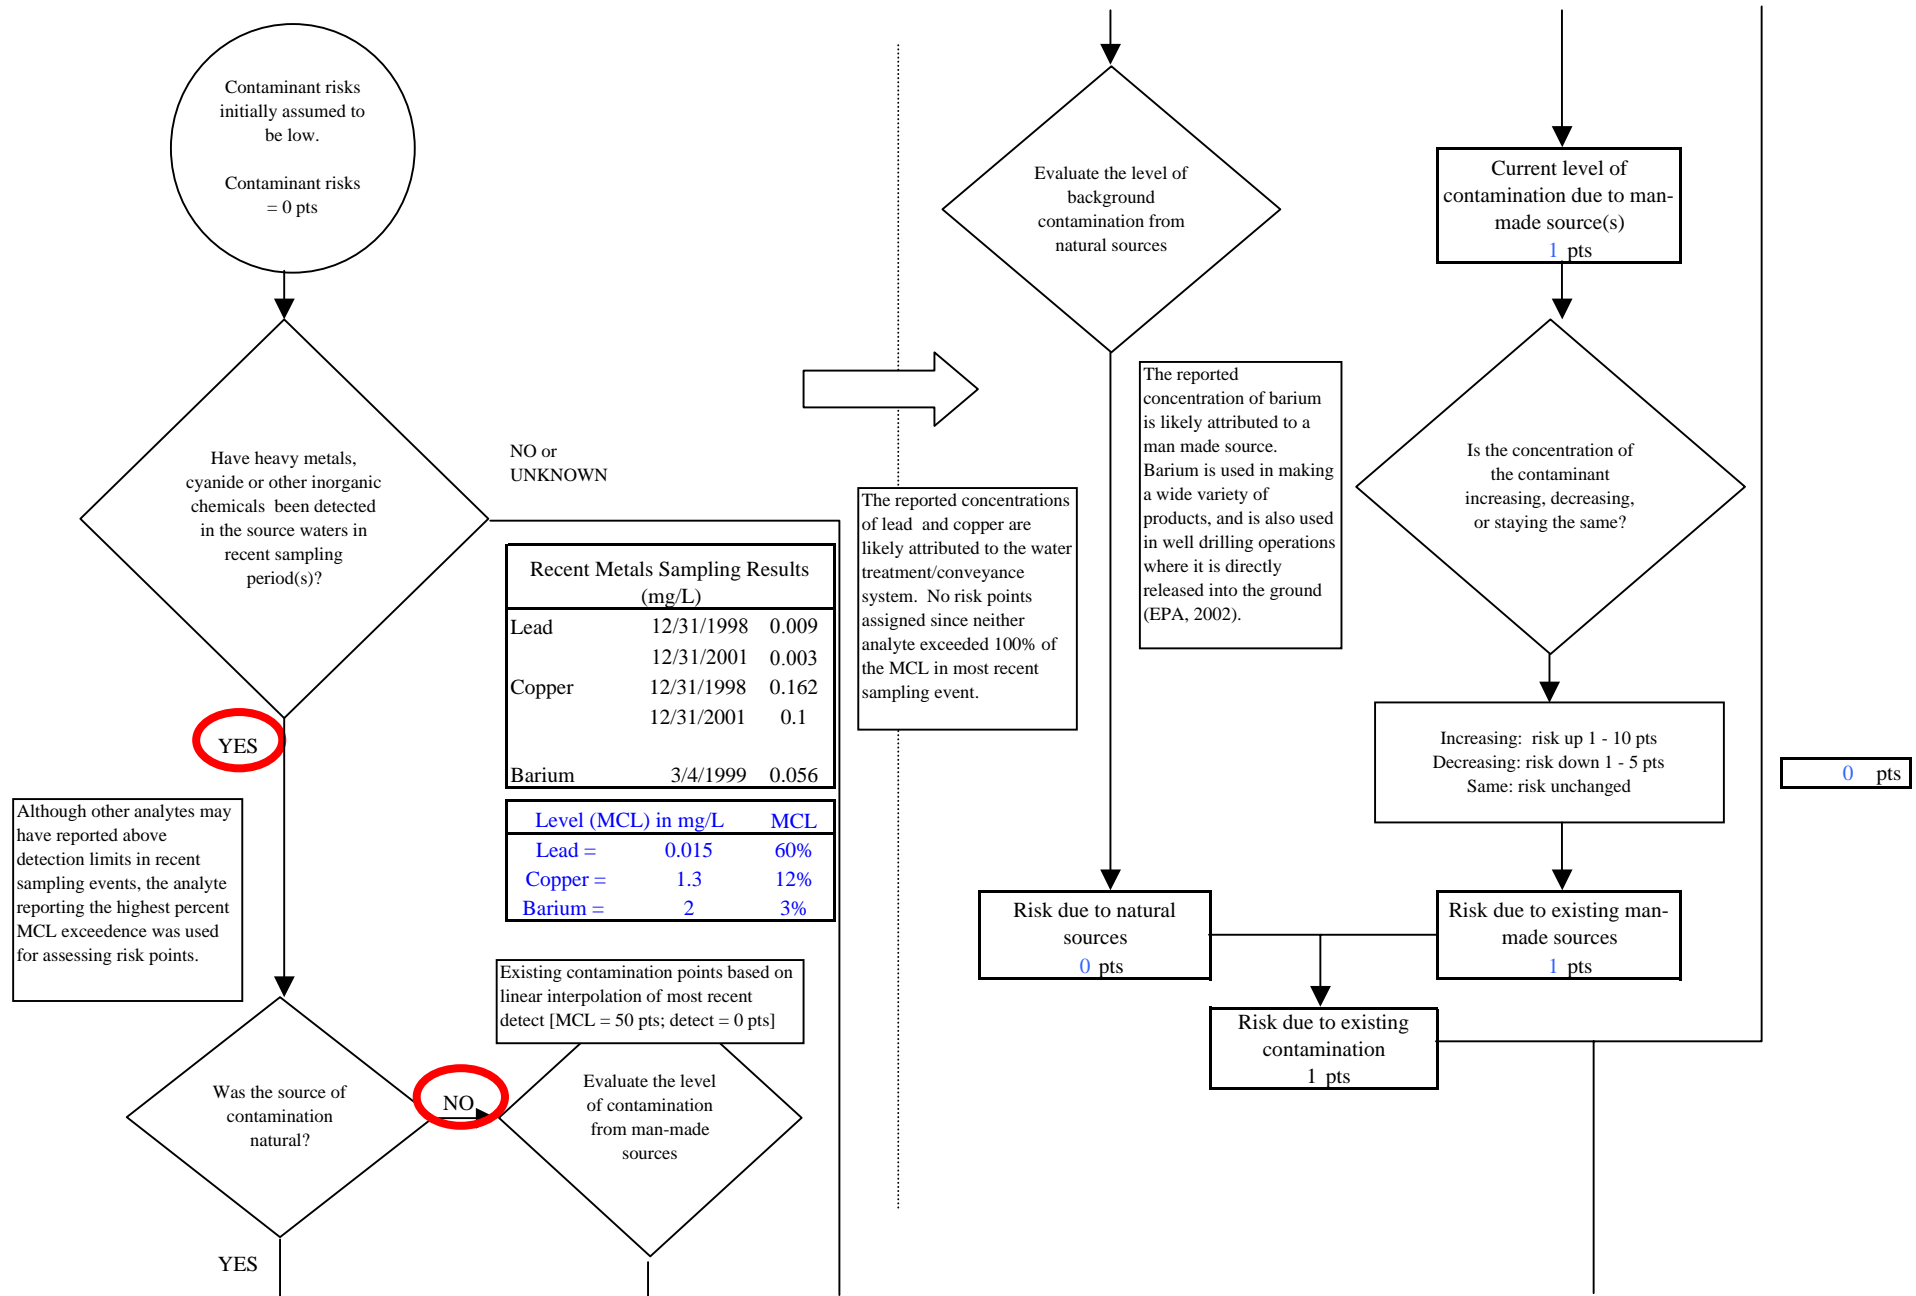 Contaminant risks
initially assumed to
be low.
Contaminant risks
= 0 pts
Have heavy metals,
cyanide or other inorganic
chemicals been detected
in the source waters in
recent sampling
period(s)?
NO or
UNKNOWN
YES
Recent Metals Sampling Results
(mg/L)
Lead 12/31/1998 0.009
12/31/2001 0.003
Copper 12/31/1998 0.162
12/31/2001 0.1
Barium 3/4/1999 0.056
Level (MCL) in mg/L MCL
Lead = 0.015 60%
Copper = 1.3 12%
Barium = 2 3%
Although other analytes may
have reported above
detection limits in recent
sampling events, the analyte
reporting the highest percent
MCL exceedence was used
for assessing risk points.
Existing contamination points based on
linear interpolation of most recent
detect [MCL = 50 pts; detect = 0 pts]
Was the source of
contamination
natural?
NO
Evaluate the level
of contamination
from man-made
sources
YES
Evaluate the level of
background
contamination from
natural sources
The reported concentrations
of lead and copper are
likely attributed to the water
treatment/conveyance
system. No risk points
assigned since neither
analyte exceeded 100% of
the MCL in most recent
sampling event.
The reported
concentration of barium
is likely attributed to a
man made source.
Barium is used in making
a wide variety of
products, and is also used
in well drilling operations
where it is directly
released into the ground
(EPA, 2002).
Current level of
contamination due to man-
made source(s)
1 pts
Is the concentration of
the contaminant
increasing, decreasing,
or staying the same?
Increasing: risk up 1 - 10 pts
Decreasing: risk down 1 - 5 pts
Same: risk unchanged
0 pts
Risk due to natural
sources
0 pts
Risk due to existing man-
made sources
1 pts
Risk due to existing
contamination
1 pts